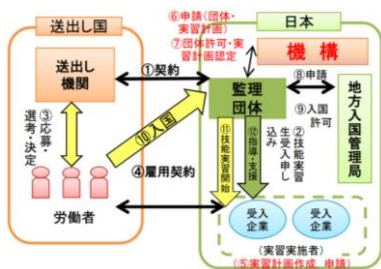 送出し国
日本
⑥申請(団体・
実習計画)
⑦団体許可・実
習計画認定
機構
送出し
機関
①契約
監理
団体
⑧申請
⑨入国
許可
地方入国管理局
③応募・
選考・決定
⑩入国
②技能実習
生受入申し
込み
⑪技能実習開始
⑫指導・支援
④雇用契約
労働者
受入
企業
受入
企業
(実習実施者)
(⑤実習計画作成、申請)